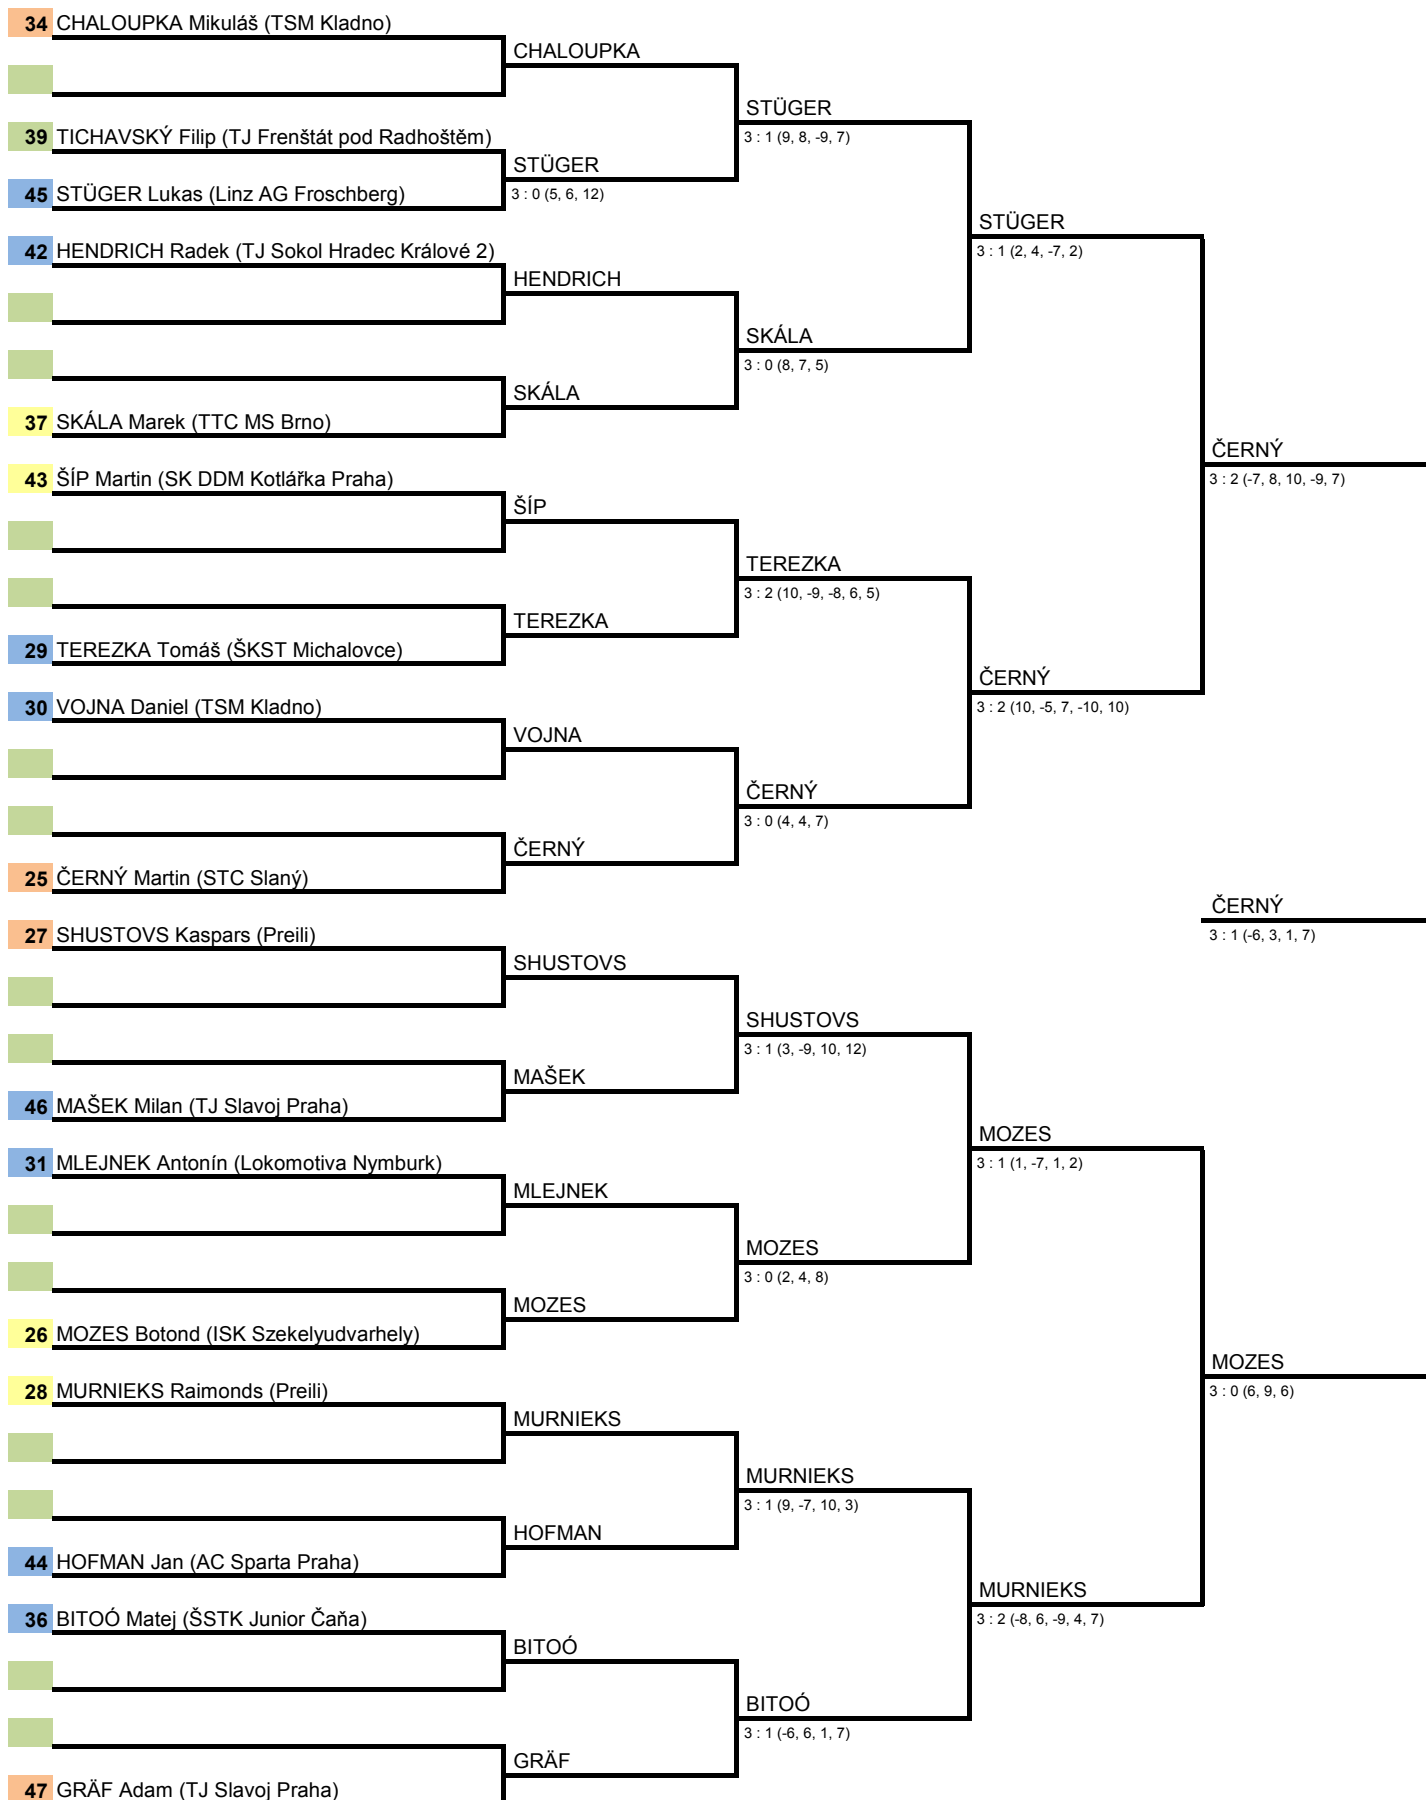 34 CHALOUPKA Mikuláš (TSM Kladno)
CHALOUPKA
STÜGER
39 TICHAVSKÝ Filip (TJ Frenštát pod Radhoštěm)
3 : 1 (9, 8, -9, 7)
STÜGER
45 STÜGER Lukas (Linz AG Froschberg)
3 : 0 (5, 6, 12)
STÜGER
42 HENDRICH Radek (TJ Sokol Hradec Králové 2)
3 : 1 (2, 4, -7, 2)
HENDRICH
SKÁLA
3 : 0 (8, 7, 5)
SKÁLA
37 SKÁLA Marek (TTC MS Brno)
ČERNÝ
43 ŠÍP Martin (SK DDM Kotlářka Praha)
3 : 2 (-7, 8, 10, -9, 7)
ŠÍP
TEREZKA
3 : 2 (10, -9, -8, 6, 5)
TEREZKA
29 TEREZKA Tomáš (ŠKST Michalovce)
ČERNÝ
30 VOJNA Daniel (TSM Kladno)
3 : 2 (10, -5, 7, -10, 10)
VOJNA
ČERNÝ
3 : 0 (4, 4, 7)
ČERNÝ
25 ČERNÝ Martin (STC Slaný)
ČERNÝ
27 SHUSTOVS Kaspars (Preili)
3 : 1 (-6, 3, 1, 7)
SHUSTOVS
SHUSTOVS
3 : 1 (3, -9, 10, 12)
MAŠEK
46 MAŠEK Milan (TJ Slavoj Praha)
MOZES
31 MLEJNEK Antonín (Lokomotiva Nymburk)
3 : 1 (1, -7, 1, 2)
MLEJNEK
MOZES
3 : 0 (2, 4, 8)
MOZES
26 MOZES Botond (ISK Szekelyudvarhely)
MOZES
28 MURNIEKS Raimonds (Preili)
3 : 0 (6, 9, 6)
MURNIEKS
MURNIEKS
3 : 1 (9, -7, 10, 3)
HOFMAN
44 HOFMAN Jan (AC Sparta Praha)
MURNIEKS
36 BITOÓ Matej (ŠSTK Junior Čaňa)
3 : 2 (-8, 6, -9, 4, 7)
BITOÓ
BITOÓ
3 : 1 (-6, 6, 1, 7)
GRÄF
47 GRÄF Adam (TJ Slavoj Praha)